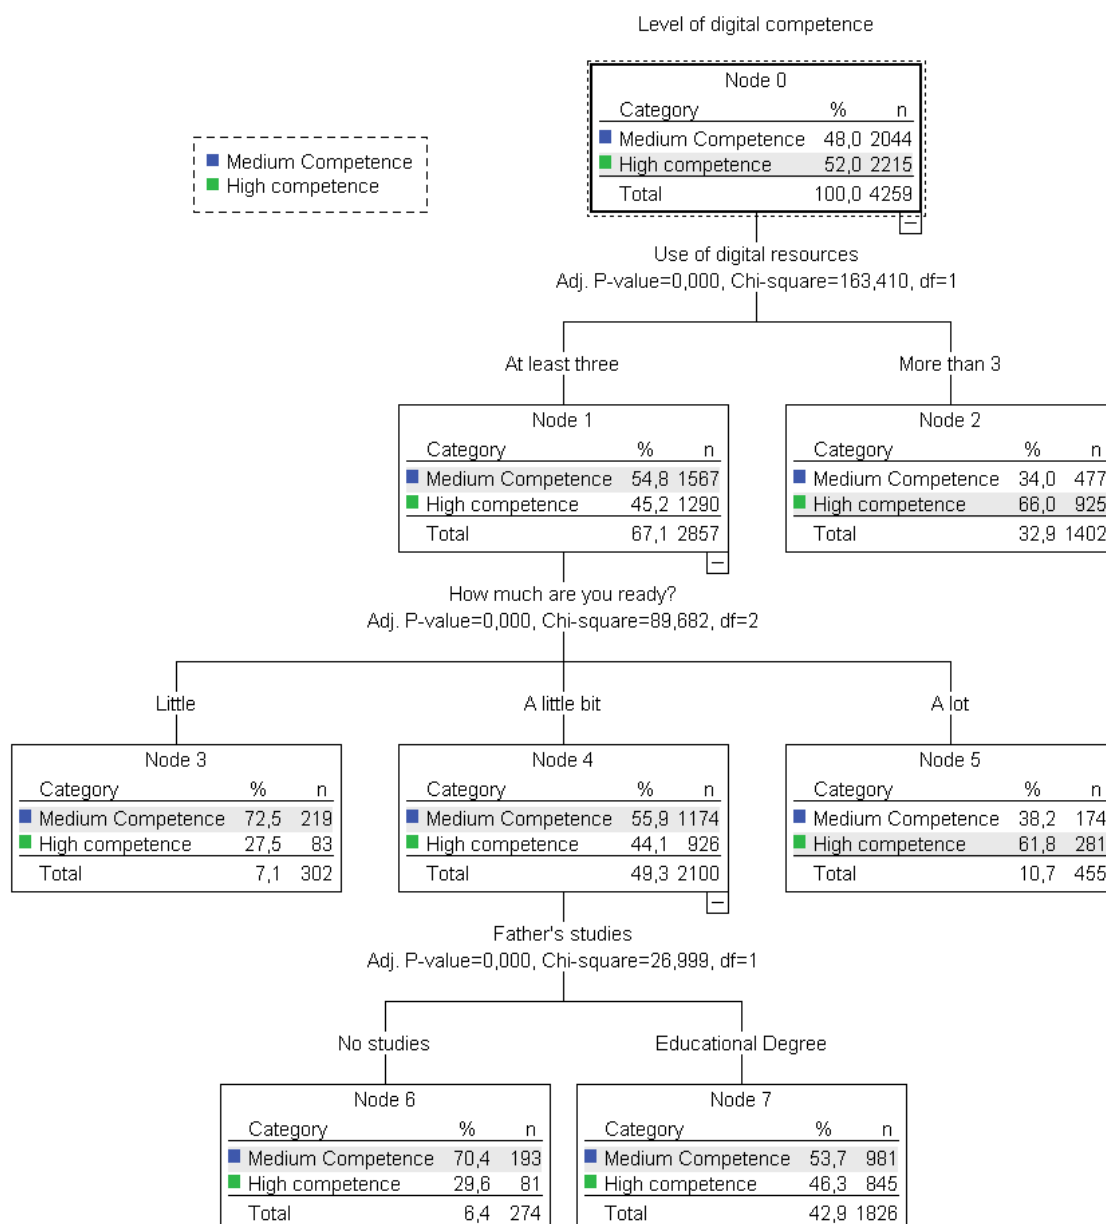 Level of digital competence
Node 0
Category % n
Medium Competence 48,0 2044
High competence 52,0 2215
Total 100,0 4259
Medium Competence
High competence
Use of digital resources
Adj. P-value=0,000, Chi-square=163,410, df=1
At least three
More than 3
Node 1
Category % n
Medium Competence 54,8 1567
High competence 45,2 1290
Total 67,1 2857
Node 2
Category % n
Medium Competence 34,0 477
High competence 66,0 925
Total 32,9 1402
How much are you ready?
Adj. P-value=0,000, Chi-square=89,682, df=2
Little
A little bit
A lot
Node 3
Category % n
Medium Competence 72,5 219
High competence 27,5 83
Total 7,1 302
Node 4
Category % n
Medium Competence 55,9 1174
High competence 44,1 926
Total 49,3 2100
Node 5
Category % n
Medium Competence 38,2 174
High competence 61,8 281
Total 10,7 455
Father's studies
Adj. P-value=0,000, Chi-square=26,999, df=1
No studies
Educational Degree
Node 6
Category % n
Medium Competence 70,4 193
High competence 29,6 81
Total 6,4 274
Node 7
Category % n
Medium Competence 53,7 981
High competence 46,3 845
Total 42,9 1826